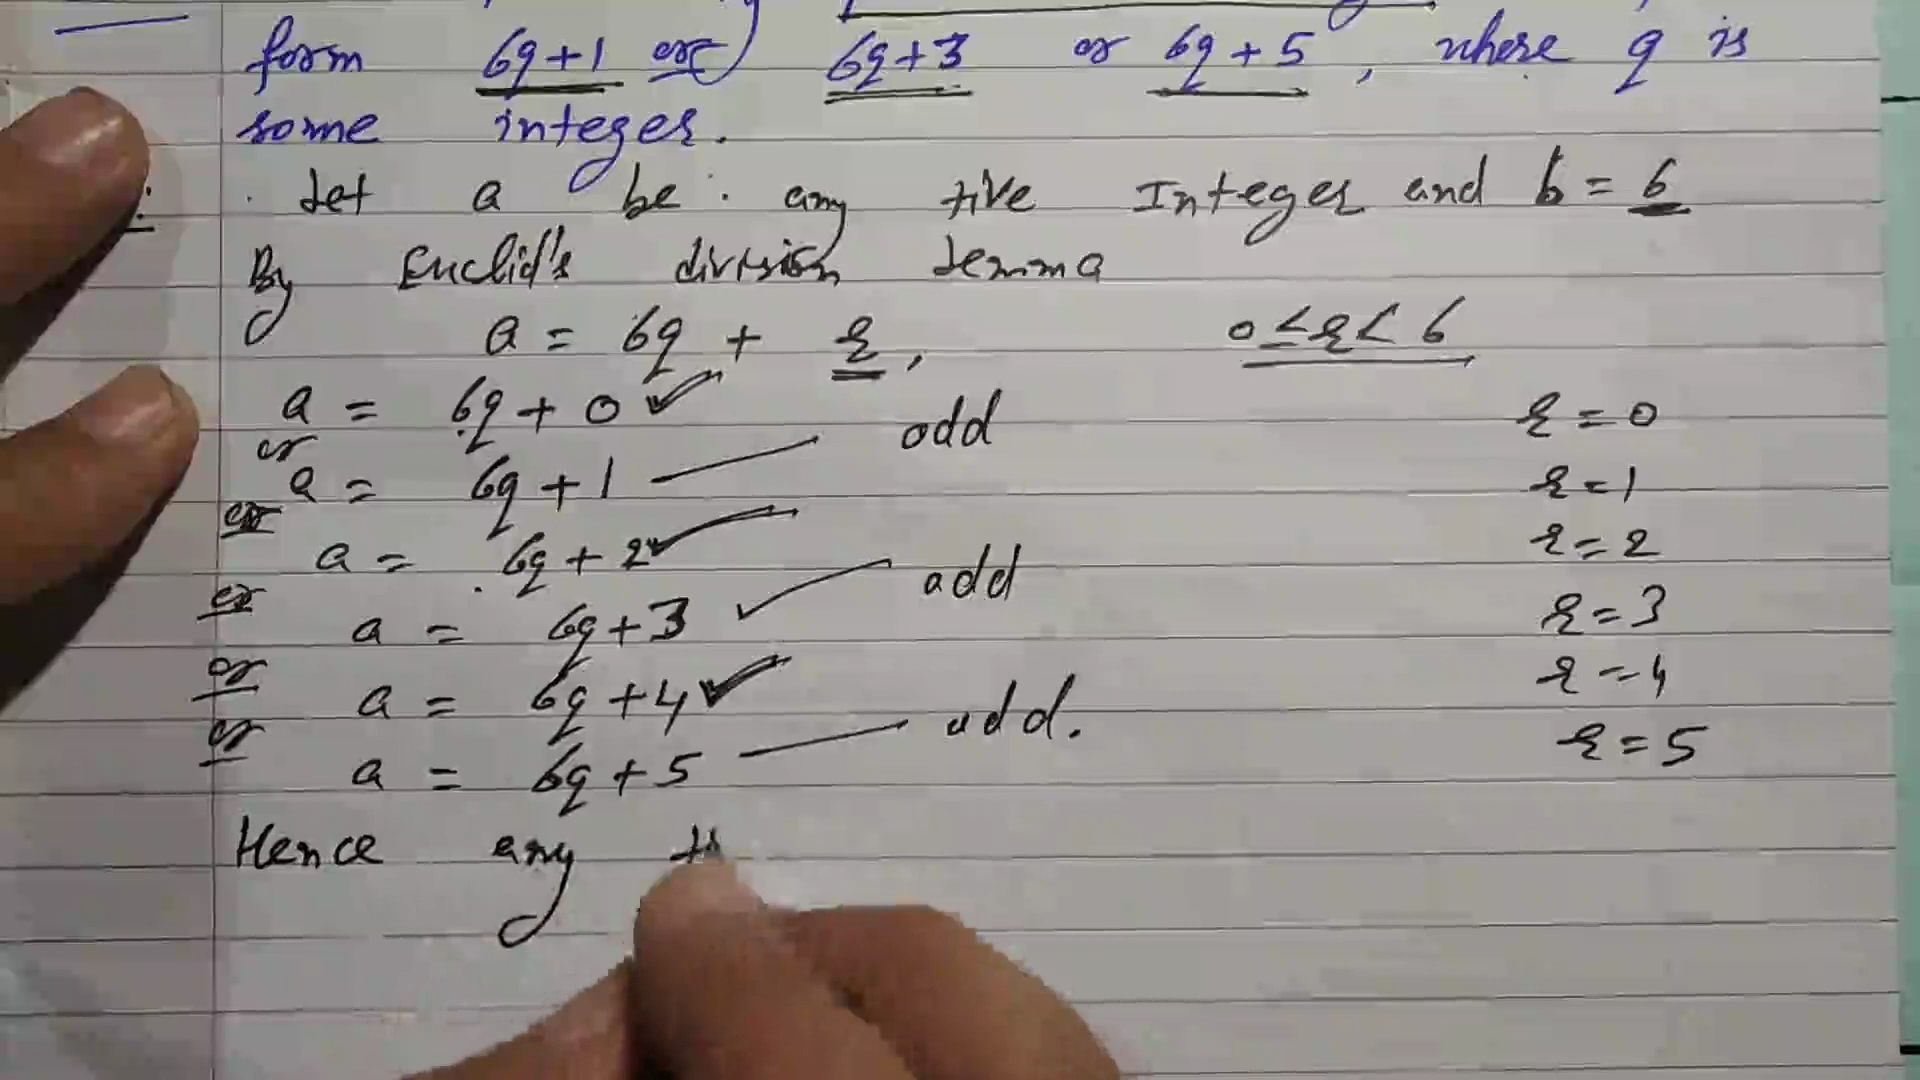 form 6q+1 or 6q+3 or 6q+5, where q is
some integer.
Let a be any +ive Integer and b = 6
By Euclid's division Lemma
a = 6q + r, 0 ≤ r < 6
a = 6q + 0 ✓ r = 0
or
a = 6q + 1 — odd r = 1
or
a = 6q + 2 ✓ r = 2
or
a = 6q + 3 ✓ odd r = 3
or
a = 6q + 4 ✓ r = 4
or
a = 6q + 5 — odd. r = 5
Hence any